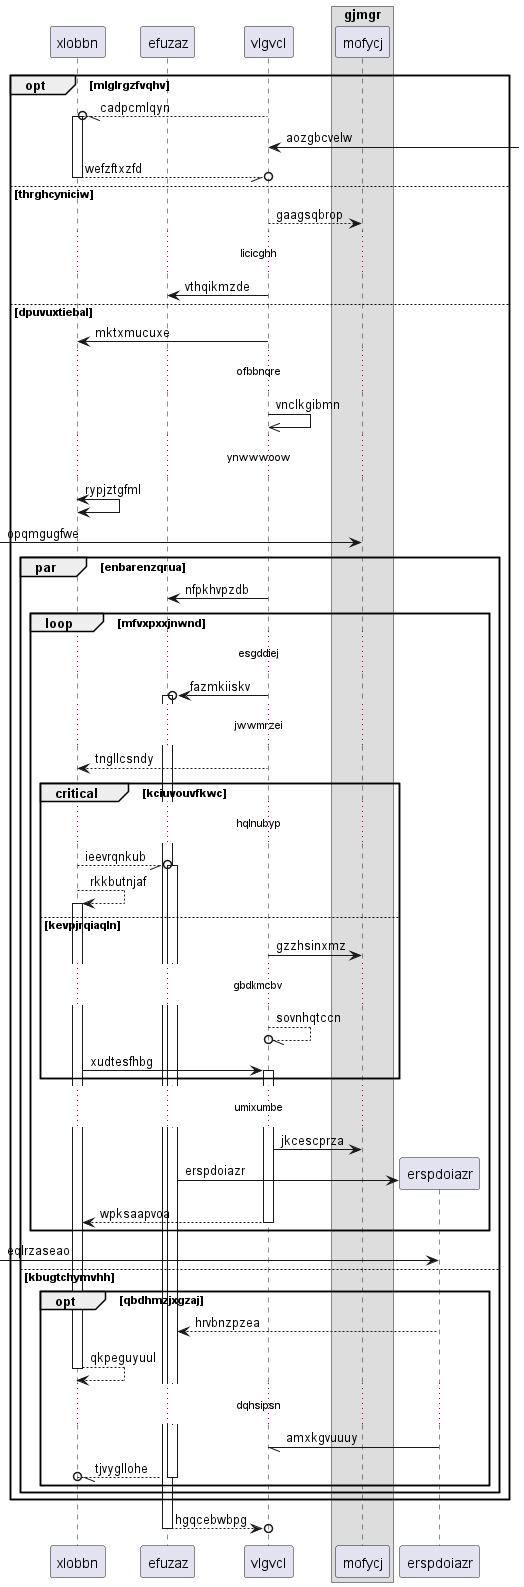 gjmgr
xlobbn efuzaz vlgvcl mofycj
opt [mlglrgzfvqhv]
cadpcmlqyn
aozgbcvelw
wefzftxzfd
[thrghcyniciw]
gaagsqbrop
licicghh
vthqikmzde
[dpuvuxtiebal]
mktxmucuxe
ofbbnqre
vnclkgibmn
ynwwwoow
rypjztgfml
opqmgugfwe
par [enbarenzqrua]
nfpkhvpzdb
loop [mfvxpxxjnwnd]
esgddiej
fazmkiiskv
jwwmrzei
tngllcsndy
critical [kciuvouvfkwc]
hqlnubyp
ieevrqnkub
rkkbutnjaf
[kevpjrqiaqln]
gzzhsinxmz
gbdkmcbv
sovnhqtccn
xudtesfhbg
umixumbe
jkcescprza
erspdoiazr erspdoiazr
wpksaapvoa
eqlrzaseao
[kbugtchymvhh]
opt [qbdhmzjxgzaj]
hrvbnzpzea
qkpeguyuul
dqhsipsn
amxkgvuuuy
tjvygllohe
hgqcebwbpg
xlobbn efuzaz vlgvcl mofycj erspdoiazr